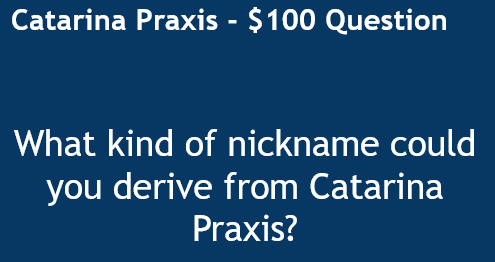 Catarina Praxis - $100 Question
What kind of nickname could
you derive from Catarina
Praxis?